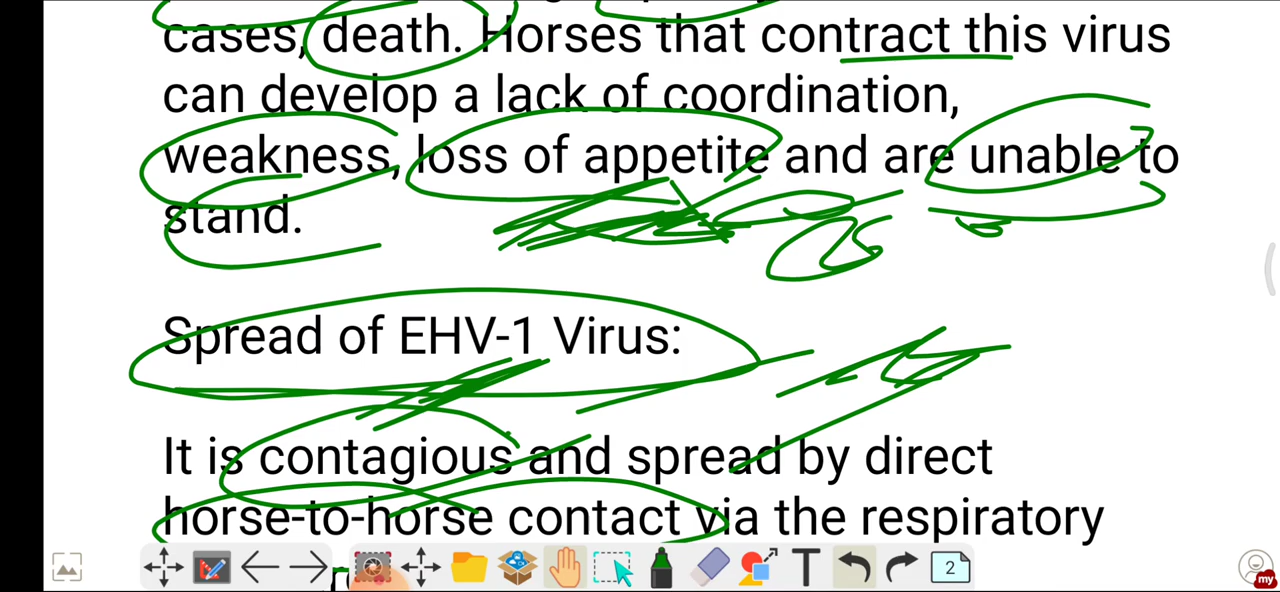 cases, death. Horses that contract this virus
can develop a lack of coordination,
weakness, loss of appetite and are unable to
stand.
Spread of EHV-1 Virus:
It is contagious and spread by direct
horse-to-horse contact via the respiratory
T
2
my